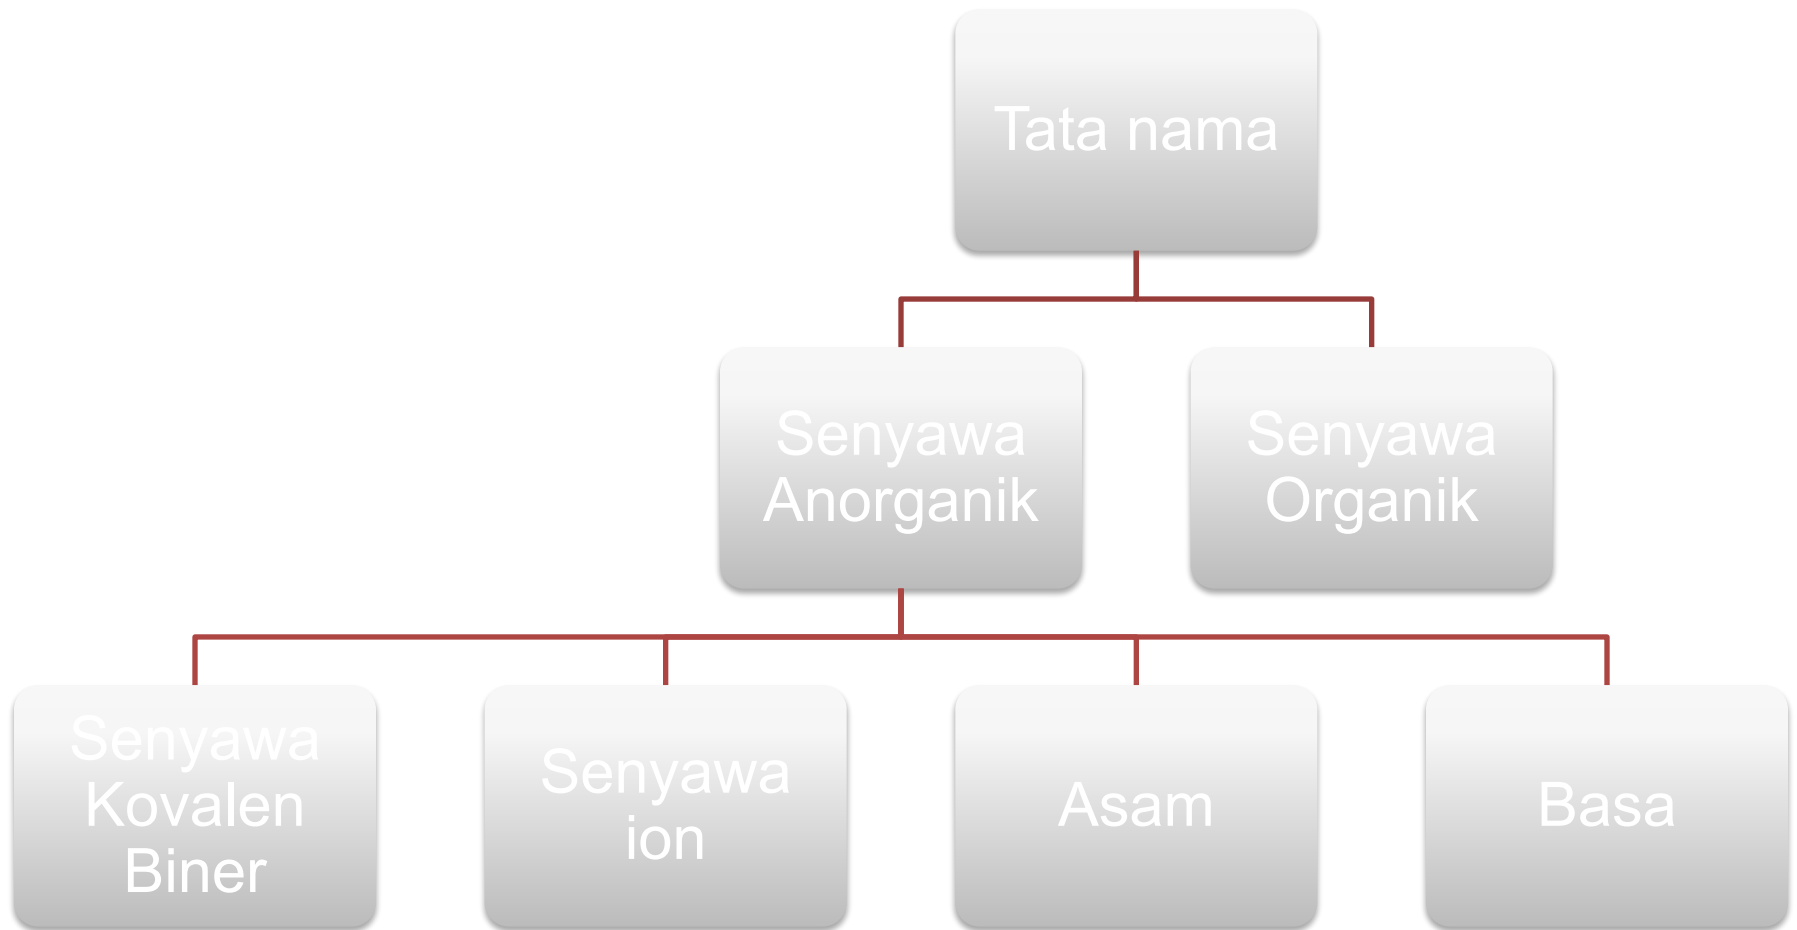 Tata nama
Senyawa
Anorganik
Senyawa
Organik
Senyawa
Kovalen
Biner
Senyawa
ion
Asam
Basa